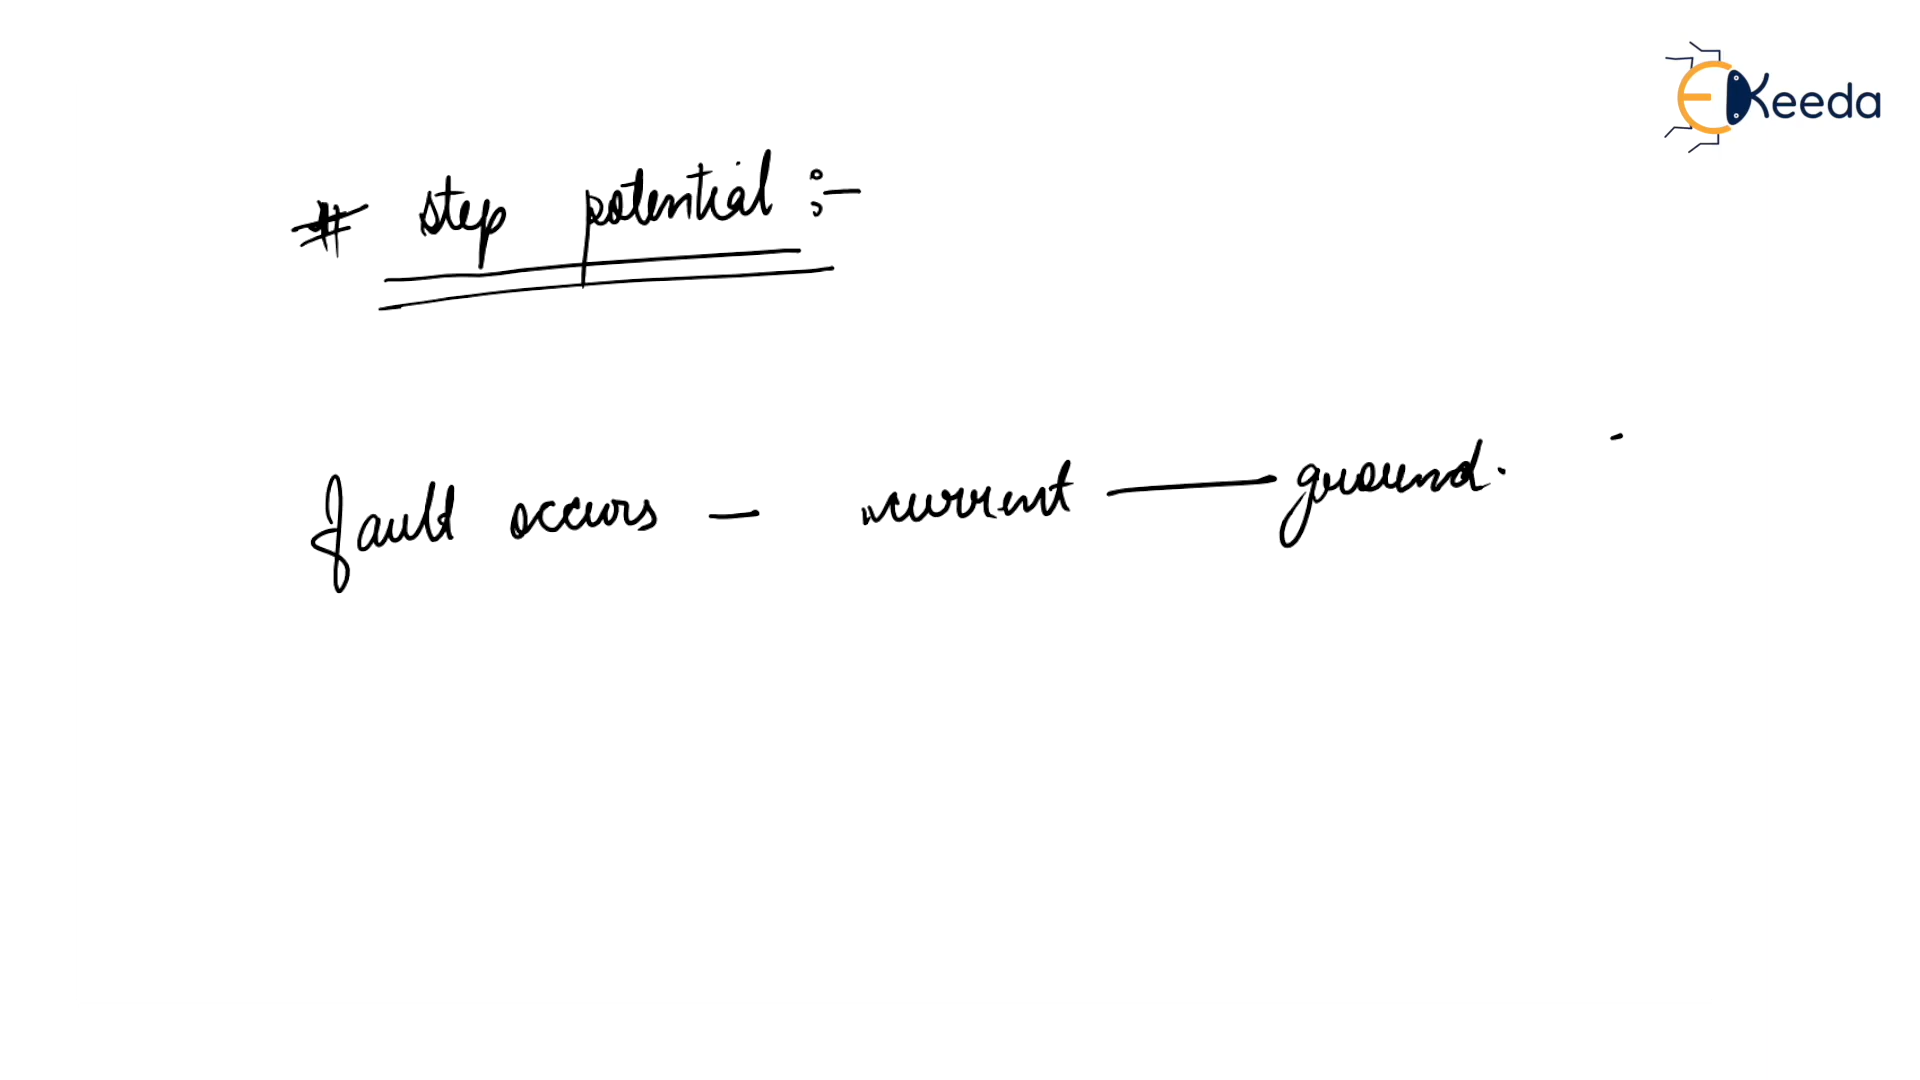 EKeeda
# step potential :-
fault occurs - current — ground.